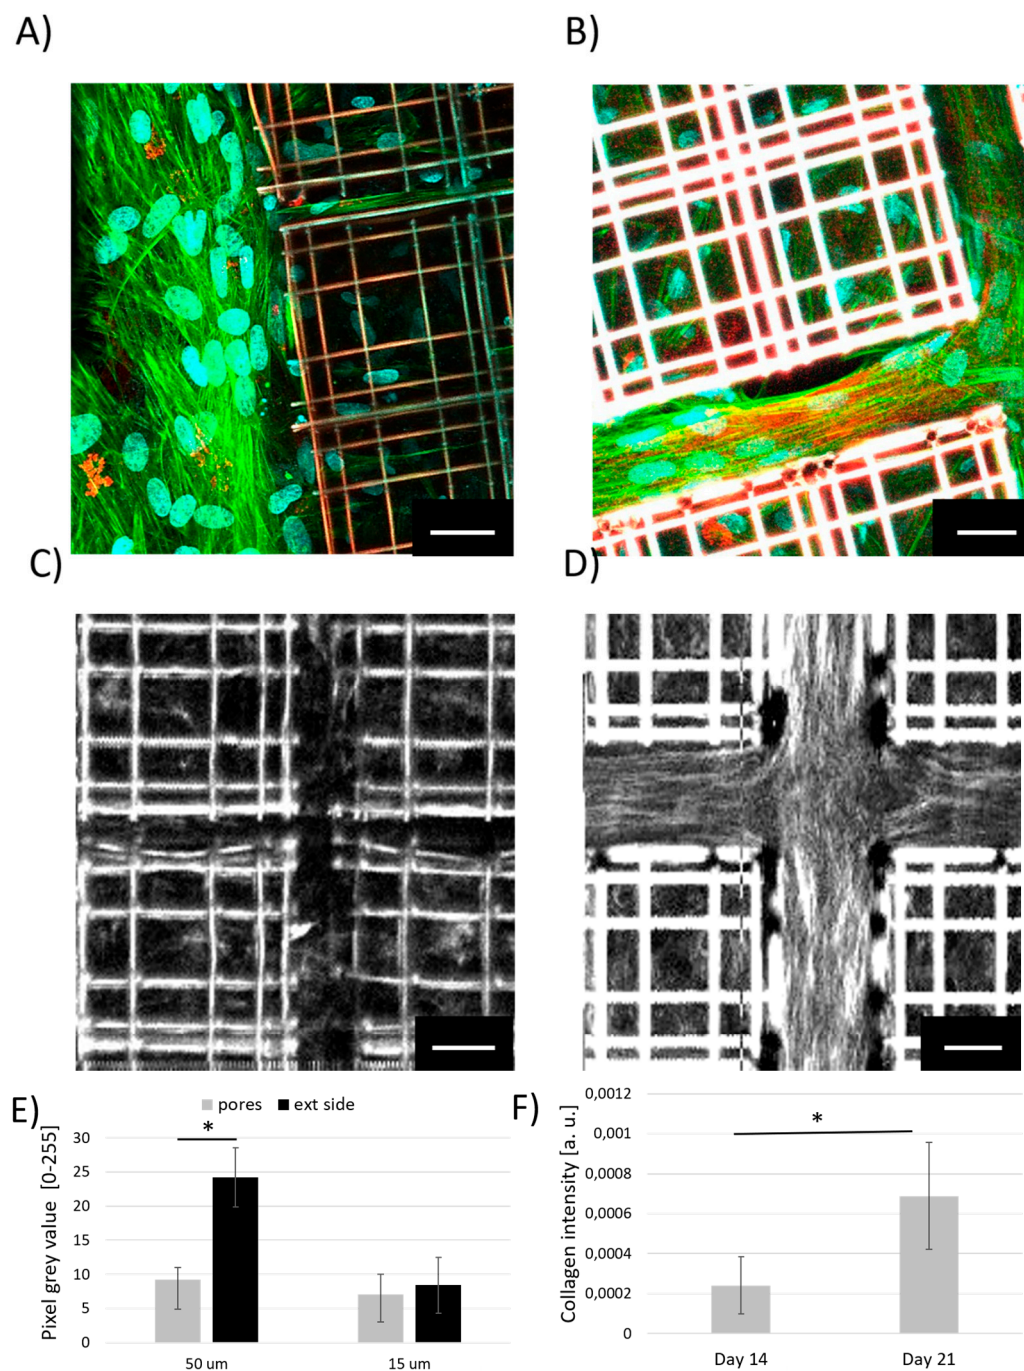 A)
B)
C)
D)
E)
pores
ext side
*
Pixel grey value [0-255]
30
25
20
15
10
5
0
50 um
15 um
F)
*
Collagen intensity [a. u.]
0,0012
0,001
0,0008
0,0006
0,0004
0,0002
0
Day 14
Day 21